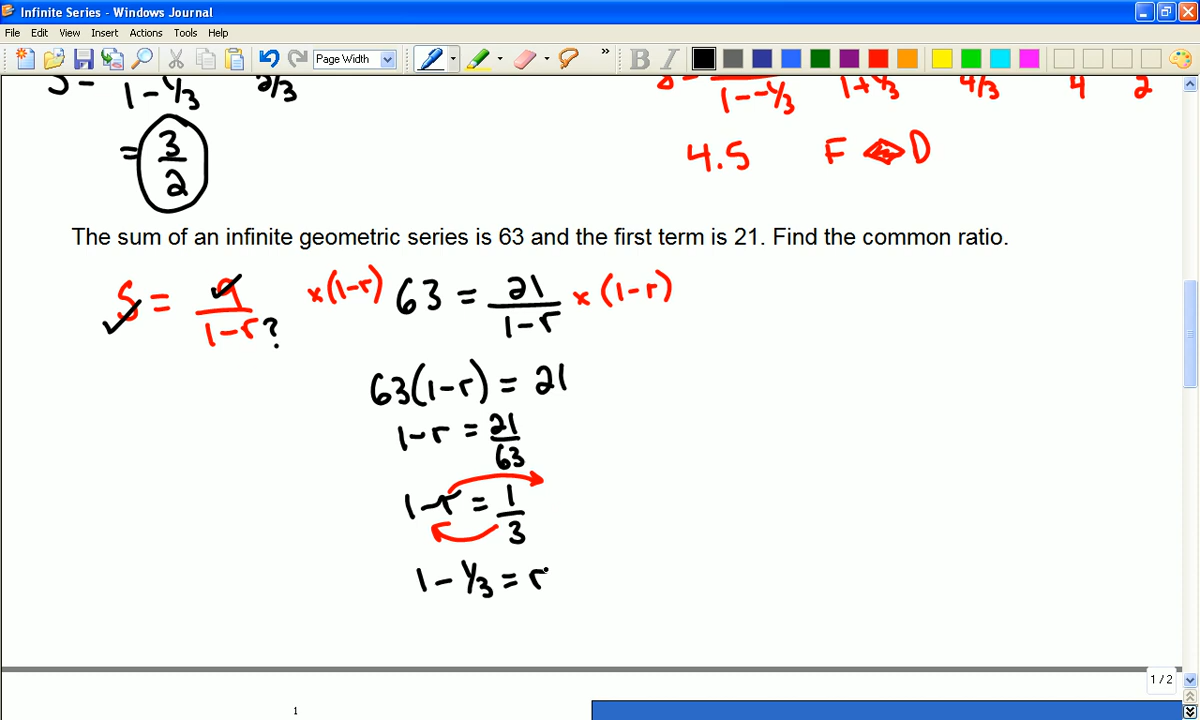 Infinite Series - Windows Journal
File Edit View Insert Actions Tools Help
Page Width » B I
1 - 1/3 2/3
= 3/2
1 - -1/3 1 + 1/3 4/3 4 2
4.5 F D
The sum of an infinite geometric series is 63 and the first term is 21. Find the common ratio.
S = a/(1-r) ? x(1-r) 63 = 21/(1-r) x(1-r)
63(1-r) = 21
1-r = 21/63
1-r = 1/3
1 - 1/3 = r
1 / 2
1